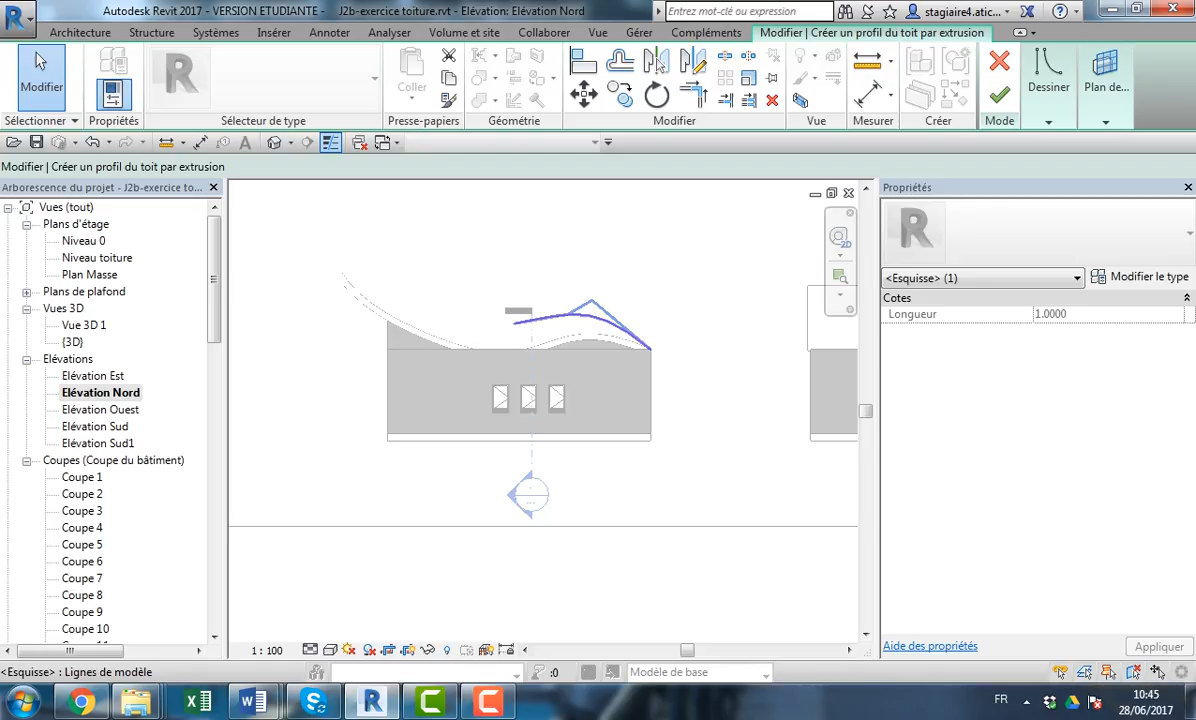 Autodesk Revit 2017 - VERSION ETUDIANTE - J2b-exercice toiture.rvt - Elévation: Elévation Nord
Entrez mot-clé ou expression
stagiaire4.atic...
Architecture Structure Systèmes Insérer Annoter Analyser Volume et site Collaborer Vue Gérer Compléments Modifier | Créer un profil du toit par extrusion
Modifier
Coller
Dessiner
Plan de...
Sélectionner Propriétés Sélecteur de type Presse-papiers Géométrie Modifier Vue Mesurer Créer Mode
Modifier | Créer un profil du toit par extrusion
Arborescence du projet - J2b-exercice to...
Propriétés
Vues (tout)
Plans d'étage
Niveau 0
Niveau toiture
Plan Masse
Plans de plafond
Vues 3D
Vue 3D 1
{3D}
Elévations
Elévation Est
Elévation Nord
Elévation Ouest
Elévation Sud
Elévation Sud1
Coupes (Coupe du bâtiment)
Coupe 1
Coupe 2
Coupe 3
Coupe 4
Coupe 5
Coupe 6
Coupe 7
Coupe 8
Coupe 9
Coupe 10
2D
<Esquisse> (1)
Modifier le type
Cotes
Longueur 1.0000
Aide des propriétés
Appliquer
1 : 100
<Esquisse> : Lignes de modèle
:0
Modèle de base
FR
10:45
28/06/2017